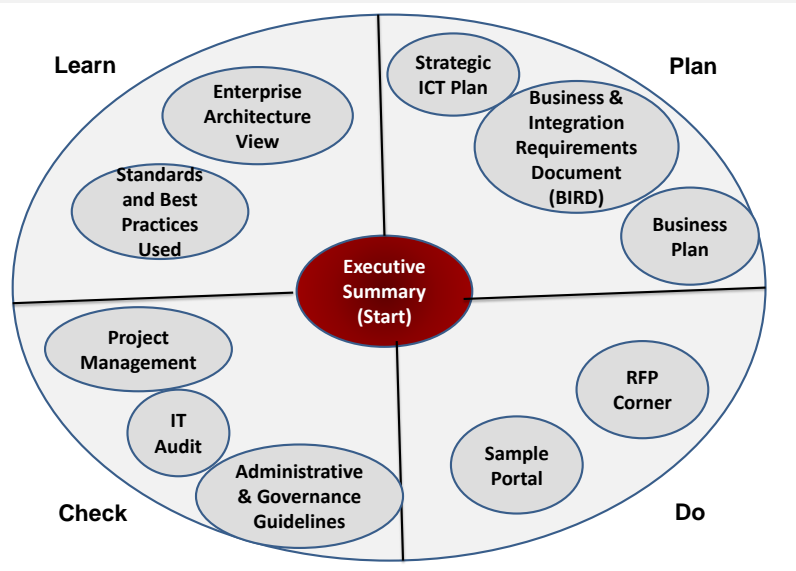 Learn
Plan
Strategic
ICT Plan
Enterprise
Architecture
View
Business &
Integration
Requirements
Document
(BIRD)
Standards
and Best
Practices
Used
Business
Plan
Executive
Summary
(Start)
Project
Management
RFP
Corner
IT
Audit
Sample
Portal
Administrative
& Governance
Guidelines
Check
Do